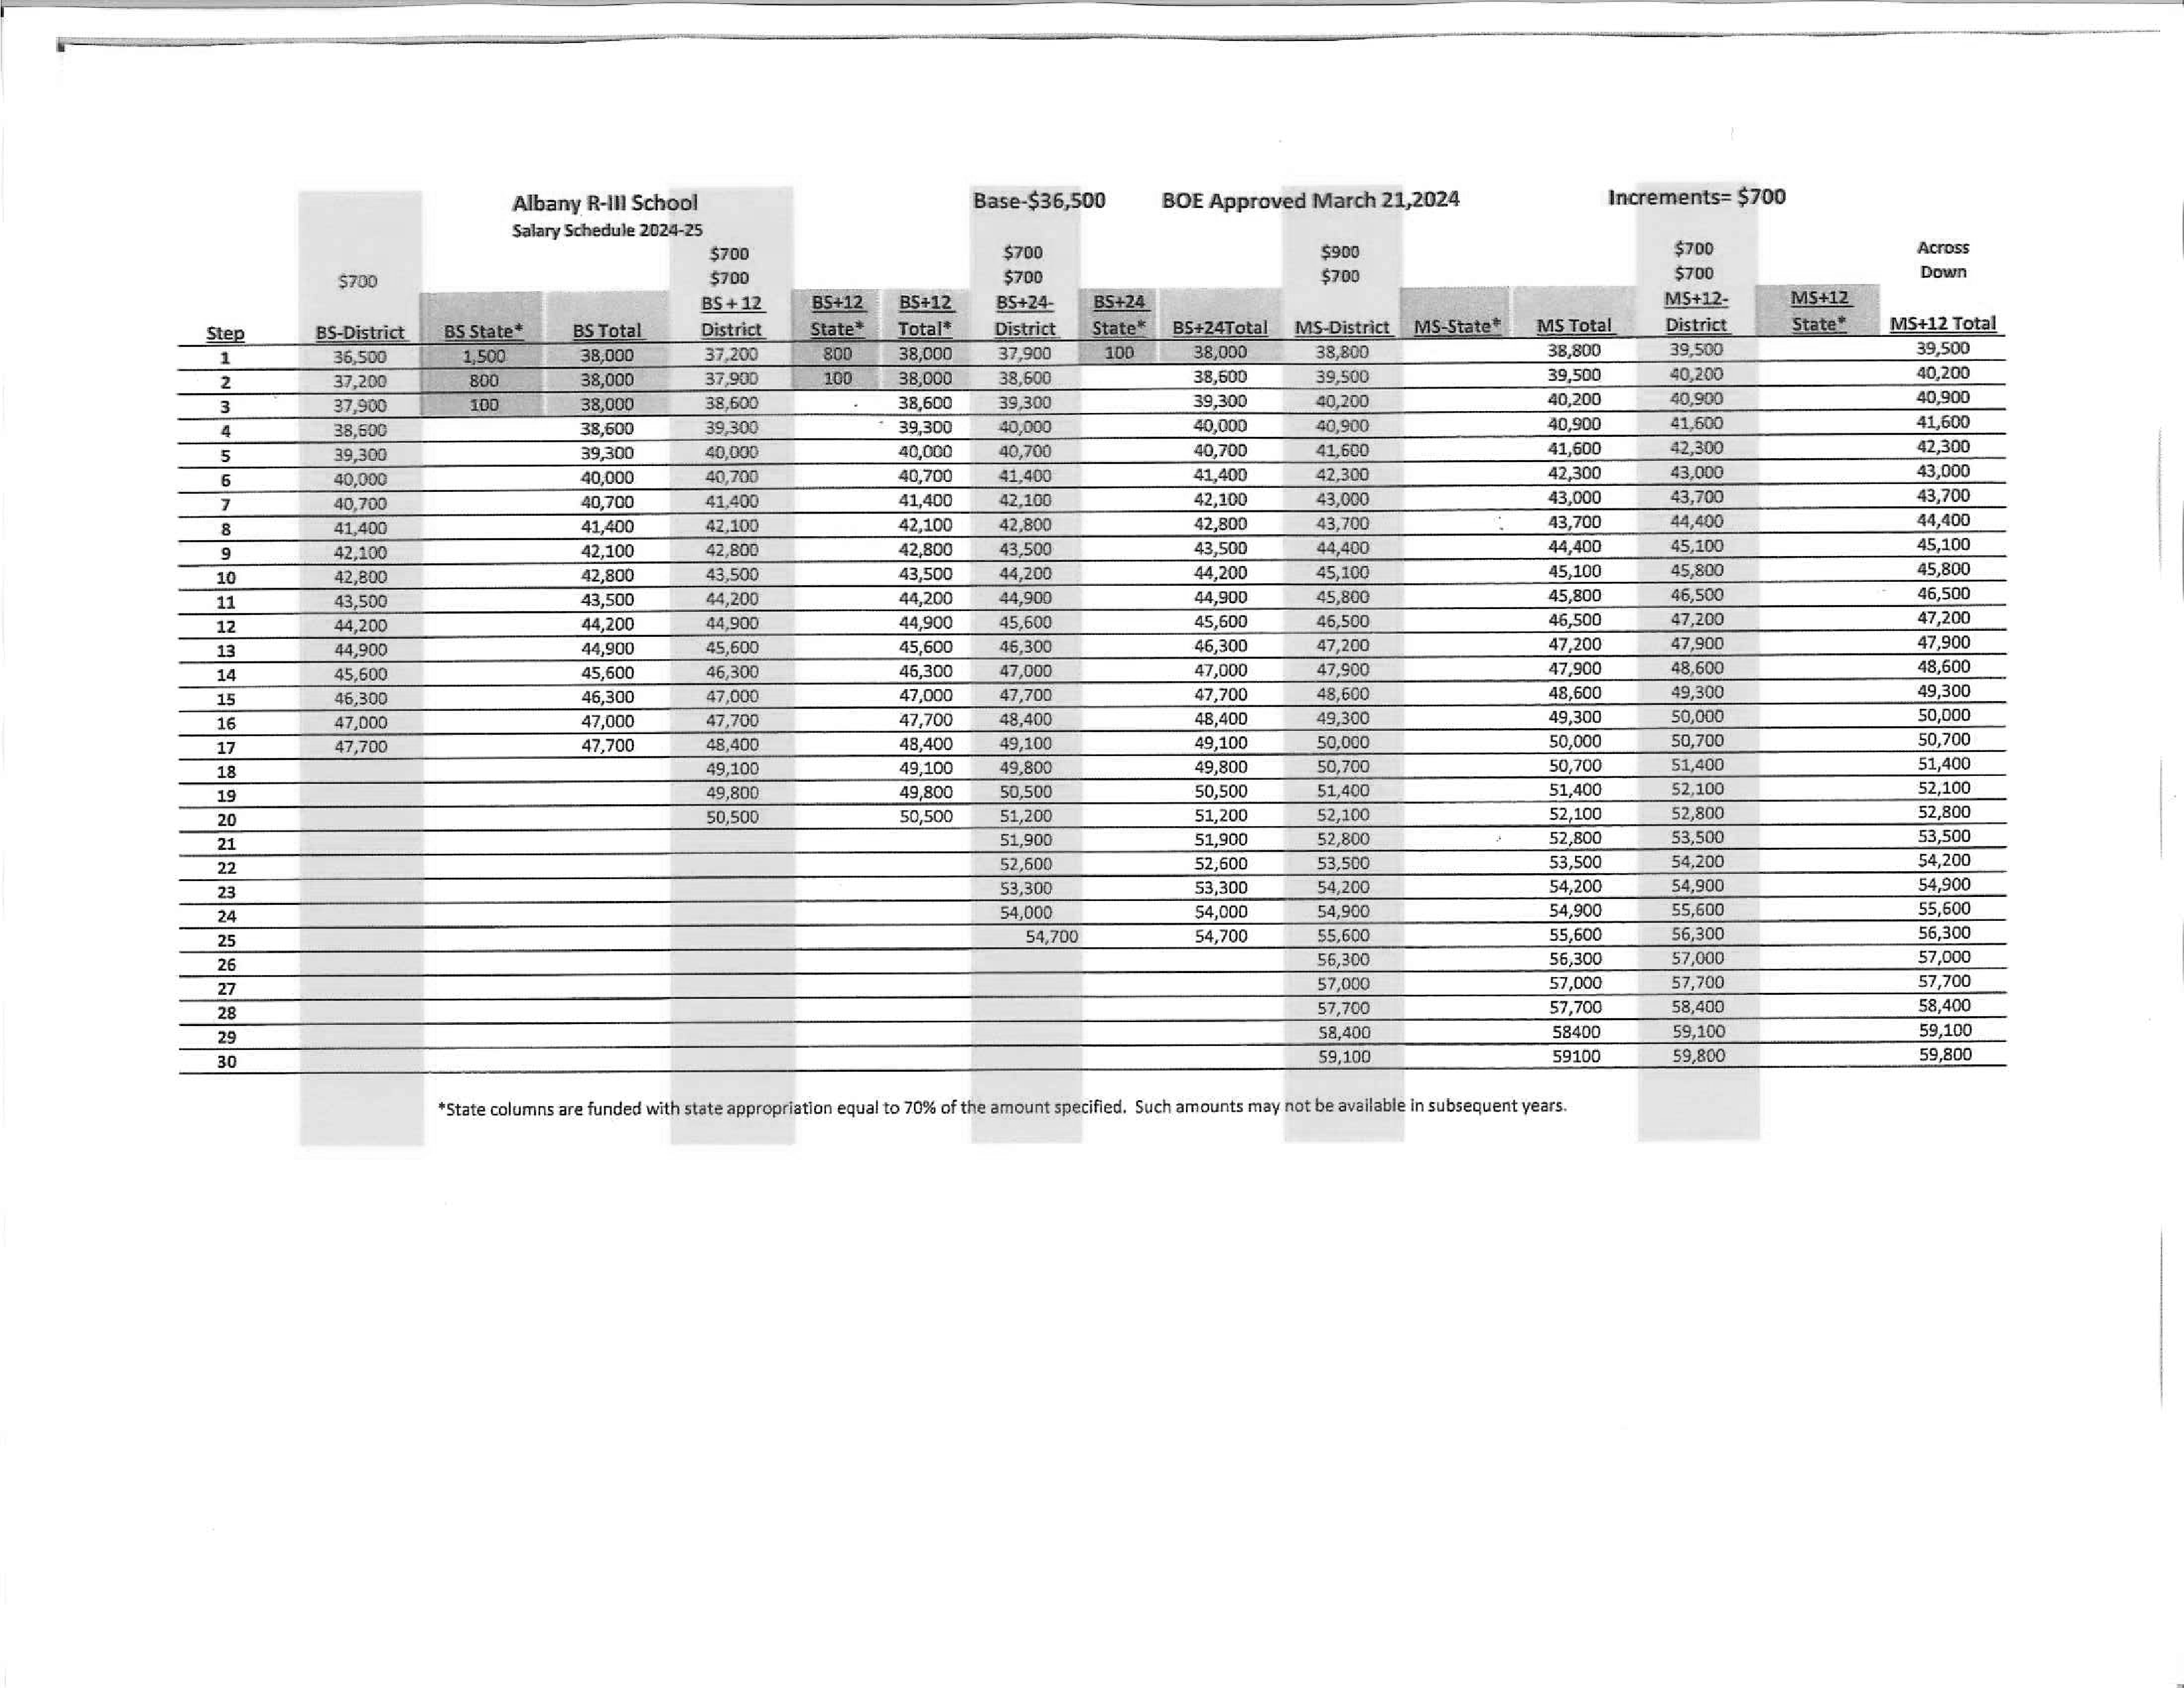 Albany R-III School Base-$36,500 BOE Approved March 21,2024 Increments= $700
Salary Schedule 2024-25
$700 $700 $900 $700 Across
$700 $700 $700 $700 $700 Down
BS + 12 BS+12 BS+12 BS+24- BS+24 MS+12- MS+12
Step BS-District BS State* BS Total District State* Total* District State* BS+24Total MS-District MS-State* MS Total District State* MS+12 Total
1 36,500 1,500 38,000 37,200 800 38,000 37,900 100 38,000 38,800 38,800 39,500 39,500
2 37,200 800 38,000 37,900 100 38,000 38,600 38,600 39,500 39,500 40,200 40,200
3 37,900 100 38,000 38,600 38,600 39,300 39,300 40,200 40,200 40,900 40,900
4 38,600 38,600 39,300 39,300 40,000 40,000 40,900 40,900 41,600 41,600
5 39,300 39,300 40,000 40,000 40,700 40,700 41,600 41,600 42,300 42,300
6 40,000 40,000 40,700 40,700 41,400 41,400 42,300 42,300 43,000 43,000
7 40,700 40,700 41,400 41,400 42,100 42,100 43,000 43,000 43,700 43,700
8 41,400 41,400 42,100 42,100 42,800 42,800 43,700 43,700 44,400 44,400
9 42,100 42,100 42,800 42,800 43,500 43,500 44,400 44,400 45,100 45,100
10 42,800 42,800 43,500 43,500 44,200 44,200 45,100 45,100 45,800 45,800
11 43,500 43,500 44,200 44,200 44,900 44,900 45,800 45,800 46,500 46,500
12 44,200 44,200 44,900 44,900 45,600 45,600 46,500 46,500 47,200 47,200
13 44,900 44,900 45,600 45,600 46,300 46,300 47,200 47,200 47,900 47,900
14 45,600 45,600 46,300 46,300 47,000 47,000 47,900 47,900 48,600 48,600
15 46,300 46,300 47,000 47,000 47,700 47,700 48,600 48,600 49,300 49,300
16 47,000 47,000 47,700 47,700 48,400 48,400 49,300 49,300 50,000 50,000
17 47,700 47,700 48,400 48,400 49,100 49,100 50,000 50,000 50,700 50,700
18 49,100 49,100 49,800 49,800 50,700 50,700 51,400 51,400
19 49,800 49,800 50,500 50,500 51,400 51,400 52,100 52,100
20 50,500 50,500 51,200 51,200 52,100 52,100 52,800 52,800
21 51,900 51,900 52,800 52,800 53,500 53,500
22 52,600 52,600 53,500 53,500 54,200 54,200
23 53,300 53,300 54,200 54,200 54,900 54,900
24 54,000 54,000 54,900 54,900 55,600 55,600
25 54,700 54,700 55,600 55,600 56,300 56,300
26 56,300 56,300 57,000 57,000
27 57,000 57,000 57,700 57,700
28 57,700 57,700 58,400 58,400
29 58,400 58400 59,100 59,100
30 59,100 59100 59,800 59,800
*State columns are funded with state appropriation equal to 70% of the amount specified. Such amounts may not be available in subsequent years.